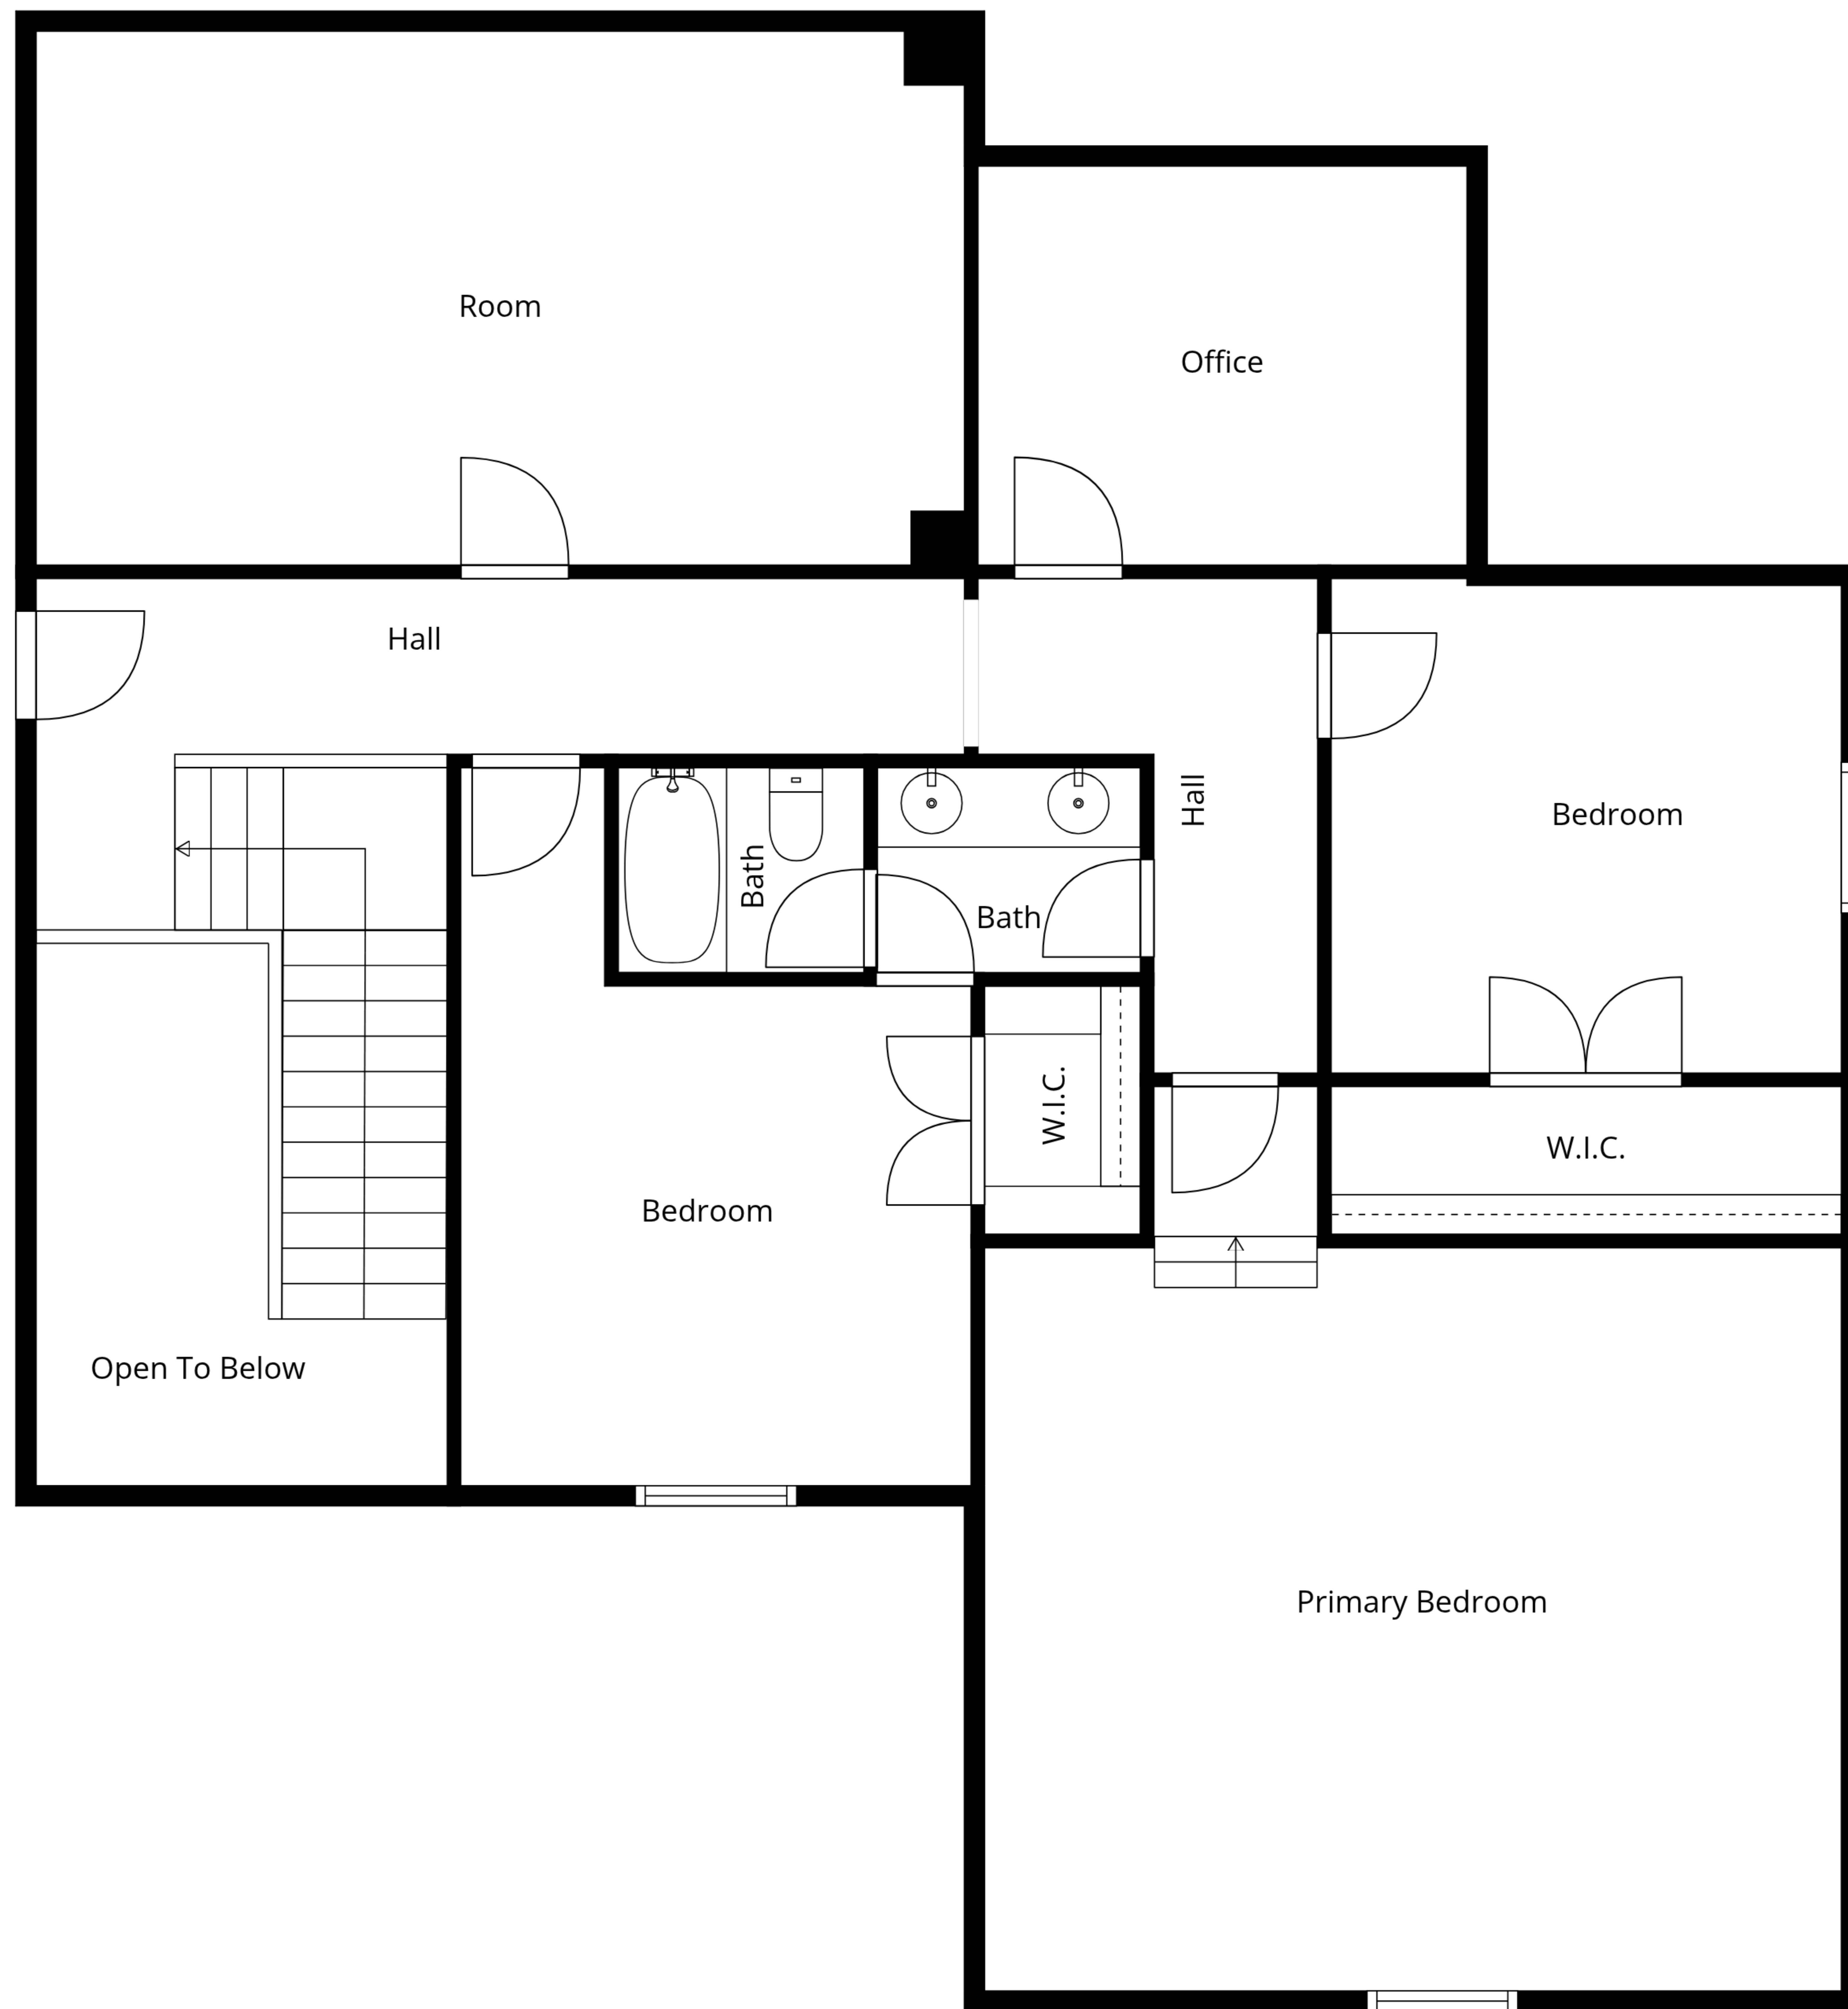 Room
Office
Hall
Hall
Bedroom
Bath
Bath
W.I.C.
W.I.C.
Bedroom
Open To Below
Primary Bedroom